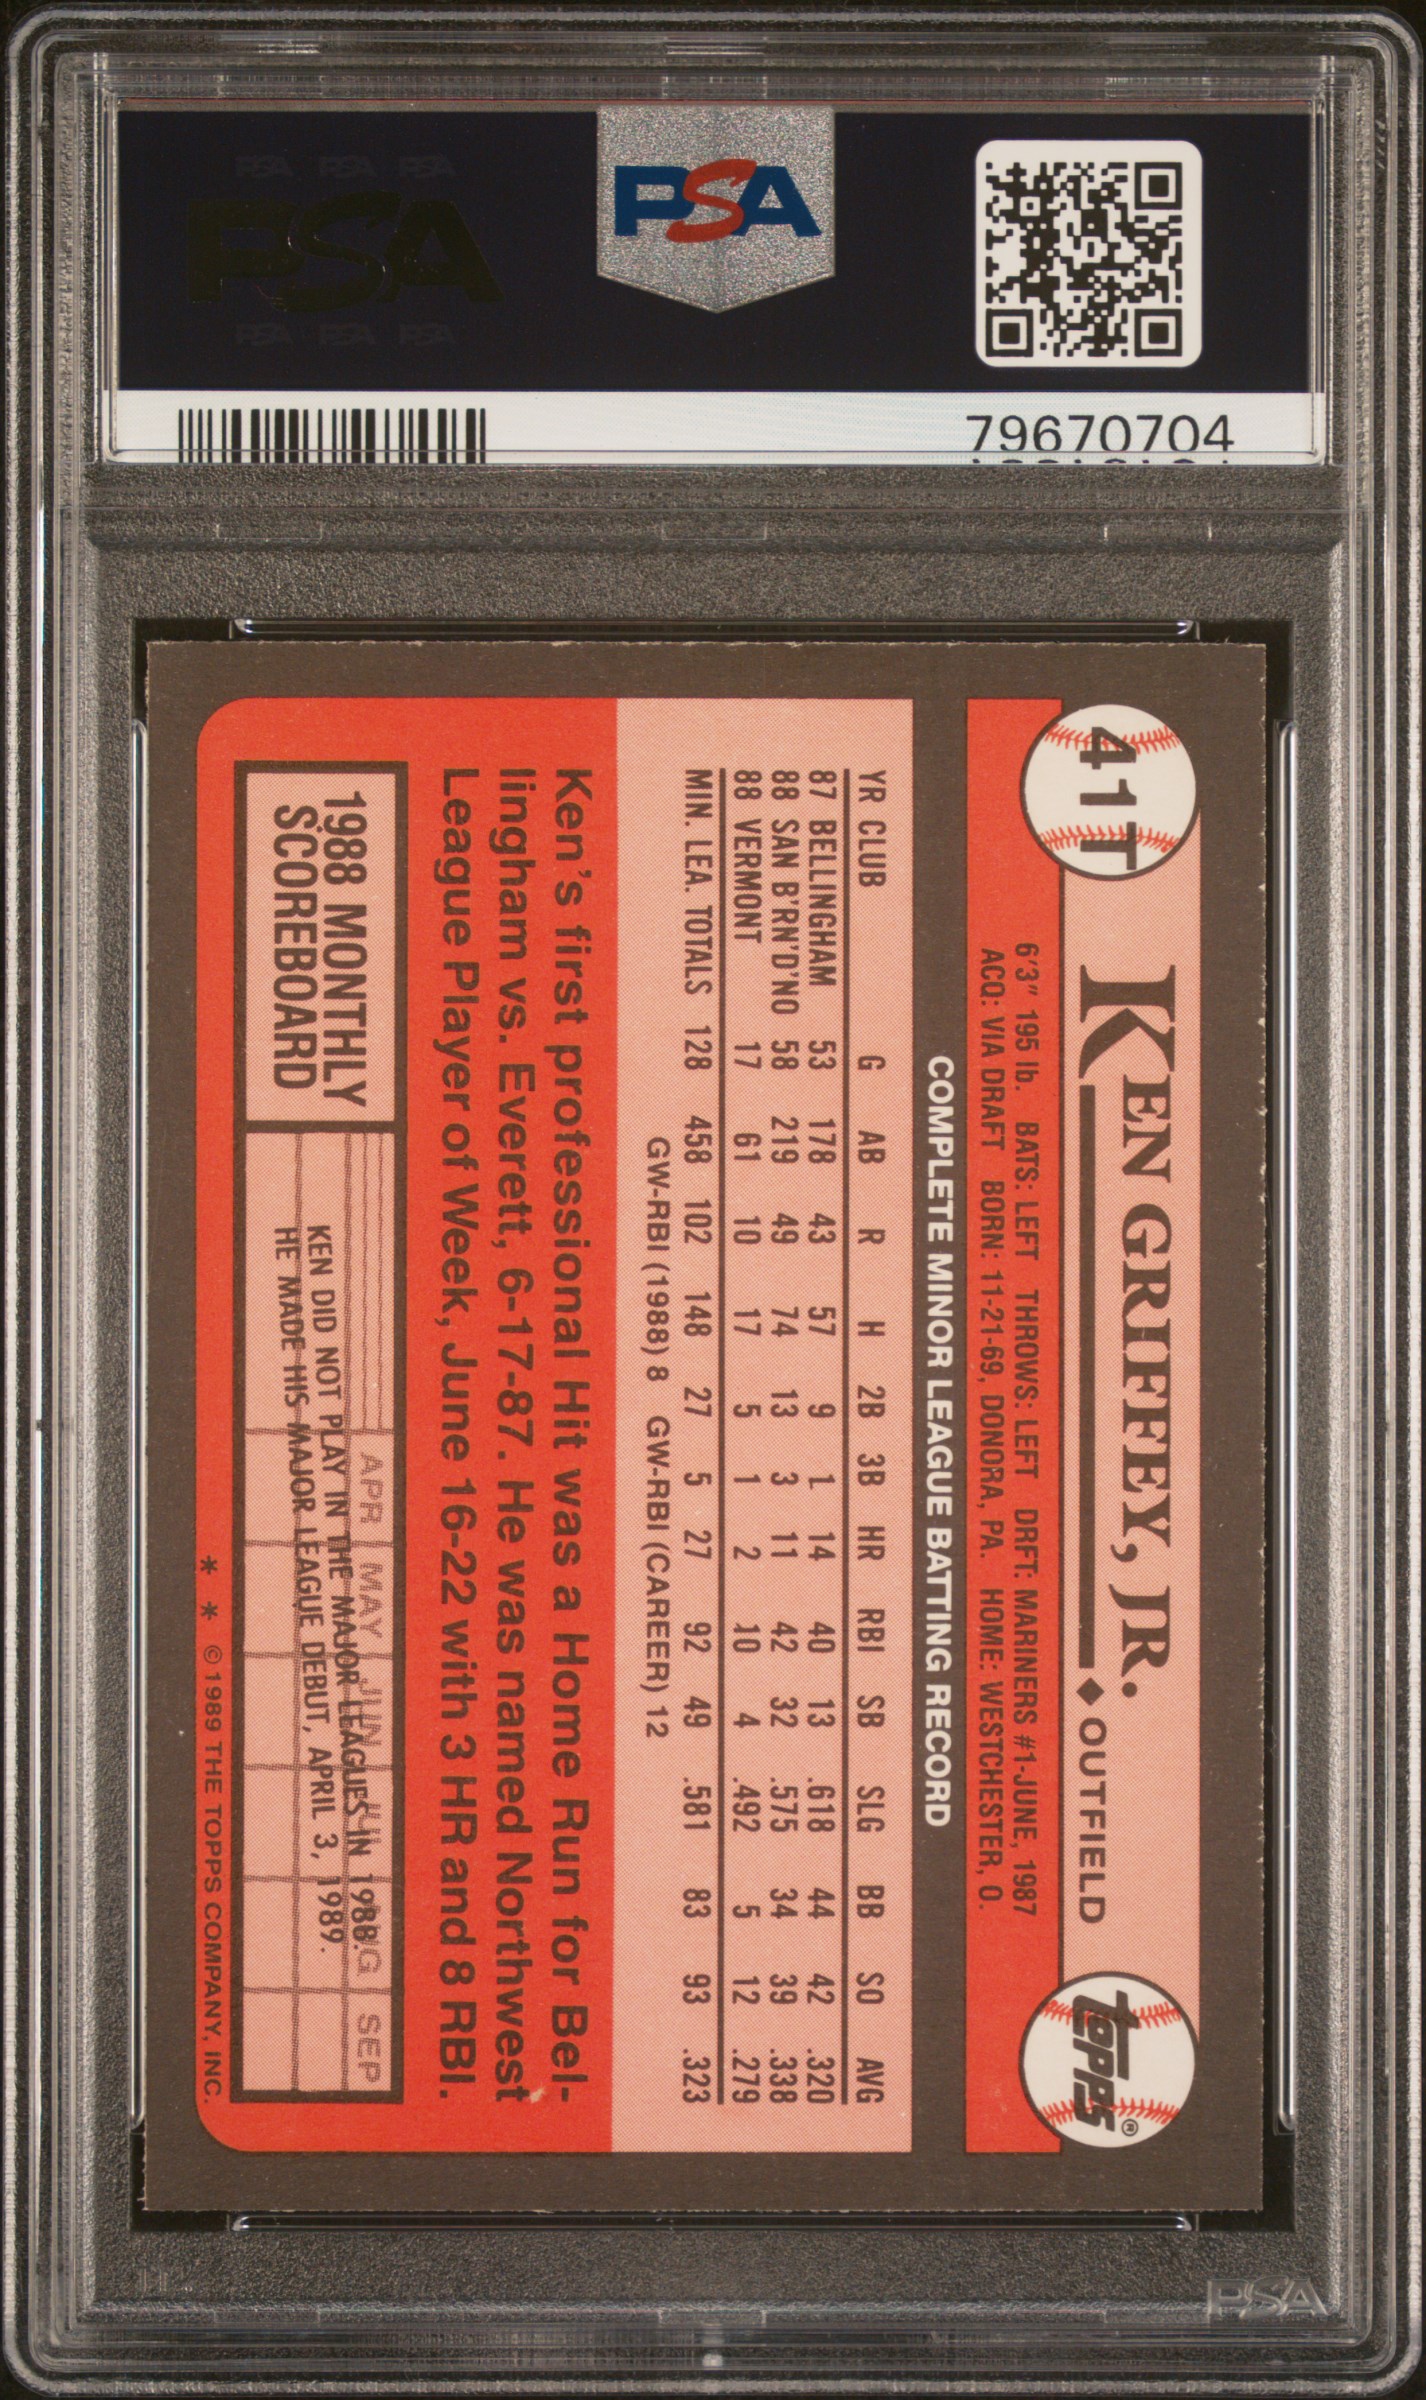 PSA PSA PSA
PSA
PSA PSA PSA
PSA
79670704
41T
KEN GRIFFEY, JR. ◆ OUTFIELD
TOPPS®
6'3" 195 lb. BATS: LEFT THROWS: LEFT DRFT: MARINERS #1-JUNE, 1987
ACQ: VIA DRAFT BORN: 11-21-69, DONORA, PA. HOME: WESTCHESTER, O.
COMPLETE MINOR LEAGUE BATTING RECORD
YR CLUB G AB R H 2B 3B HR RBI SB SLG BB SO AVG
87 BELLINGHAM 53 178 43 57 9 1 14 40 13 .618 44 42 .320
88 SAN B'RN'D'NO 58 219 49 74 13 3 11 42 32 .575 34 39 .338
88 VERMONT 17 61 10 17 5 1 2 10 4 .492 5 12 .279
MIN. LEA. TOTALS 128 458 102 148 27 5 27 92 49 .581 83 93 .323
GW-RBI (1988) 8 GW-RBI (CAREER) 12
Ken's first professional Hit was a Home Run for Bel-
lingham vs. Everett, 6-17-87. He was named Northwest
League Player of Week, June 16-22 with 3 HR and 8 RBI.
1988 MONTHLY
SCOREBOARD
APR MAY JUN JUL AUG SEP
KEN DID NOT PLAY IN THE MAJOR LEAGUES IN 1988.
HE MADE HIS MAJOR LEAGUE DEBUT, APRIL 3, 1989.
* * © 1989 THE TOPPS COMPANY, INC.
PSA